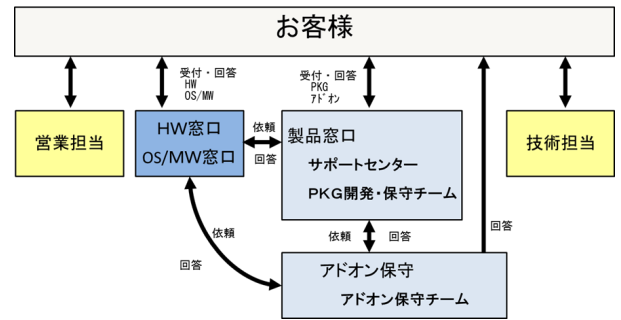 お客様
受付・回答
HW
OS/MW
受付・回答
PKG
ｱﾄﾞｵﾝ
営業担当
HW窓口
OS/MW窓口
依頼
回答
製品窓口
サポートセンター
PKG開発・保守チーム
技術担当
依頼
回答
依頼
回答
回答
アドオン保守
アドオン保守チーム